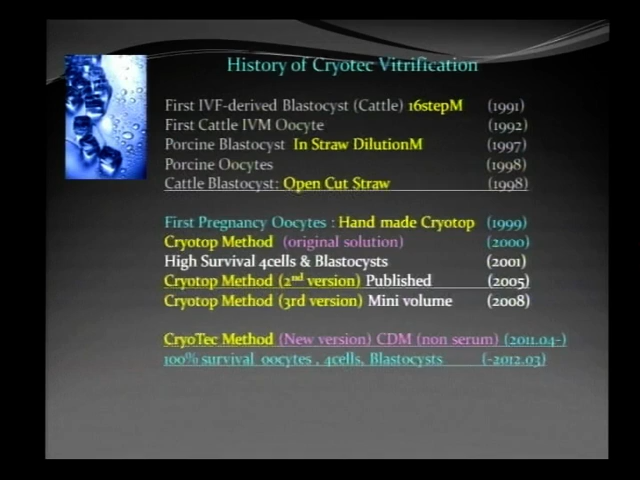 History of Cryotec Vitrification
First IVF-derived Blastocyst (Cattle) 16stepM (1991)
First Cattle IVM Oocyte (1992)
Porcine Blastocyst In Straw DilutionM (1997)
Porcine Oocytes (1998)
Cattle Blastocyst: Open Cut Straw (1998)
First Pregnancy Oocytes : Hand made Cryotop (1999)
Cryotop Method (original solution) (2000)
High Survival 4cells & Blastocysts (2001)
Cryotop Method (2nd version) Published (2005)
Cryotop Method (3rd version) Mini volume (2008)
CryoTec Method (New version) CDM (non serum) (2011.04-)
100% survival oocytes , 4cells, Blastocysts (-2012.03)